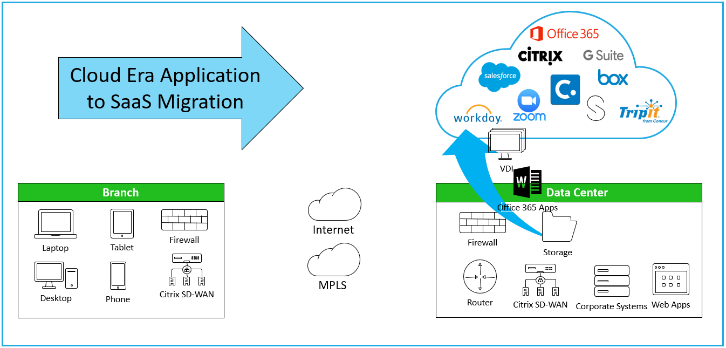 Cloud Era Application
to SaaS Migration
Office 365
CITRIX
G Suite
salesforce
C.
box
workday.
zoom
S
TripIt
from Concur
VDI
W
Office 365 Apps
Branch
Laptop
Tablet
Firewall
Desktop
Phone
Citrix SD-WAN
Internet
MPLS
Data Center
Firewall
Storage
Router
Citrix SD-WAN
Corporate Systems
Web Apps